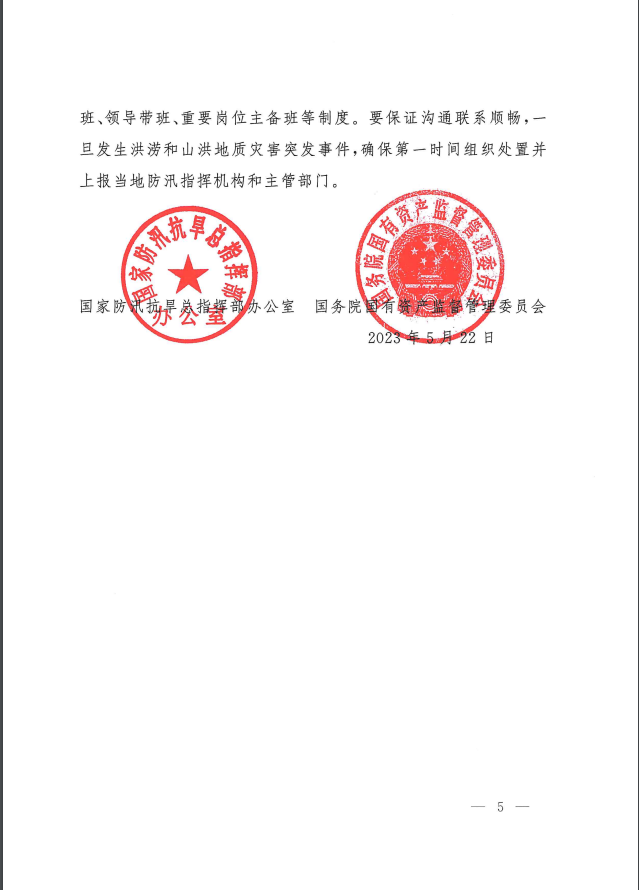 班、领导带班、重要岗位主备班等制度。要保证沟通联系顺畅,一
旦发生洪涝和山洪地质灾害突发事件,确保第一时间组织处置并
上报当地防汛指挥机构和主管部门。
国家防汛抗旱总指挥部
办公室
国务院国有资产监督管理委员会
国家防汛抗旱总指挥部办公室 国务院国有资产监督管理委员会
2023 年 5 月 22 日
— 5 —